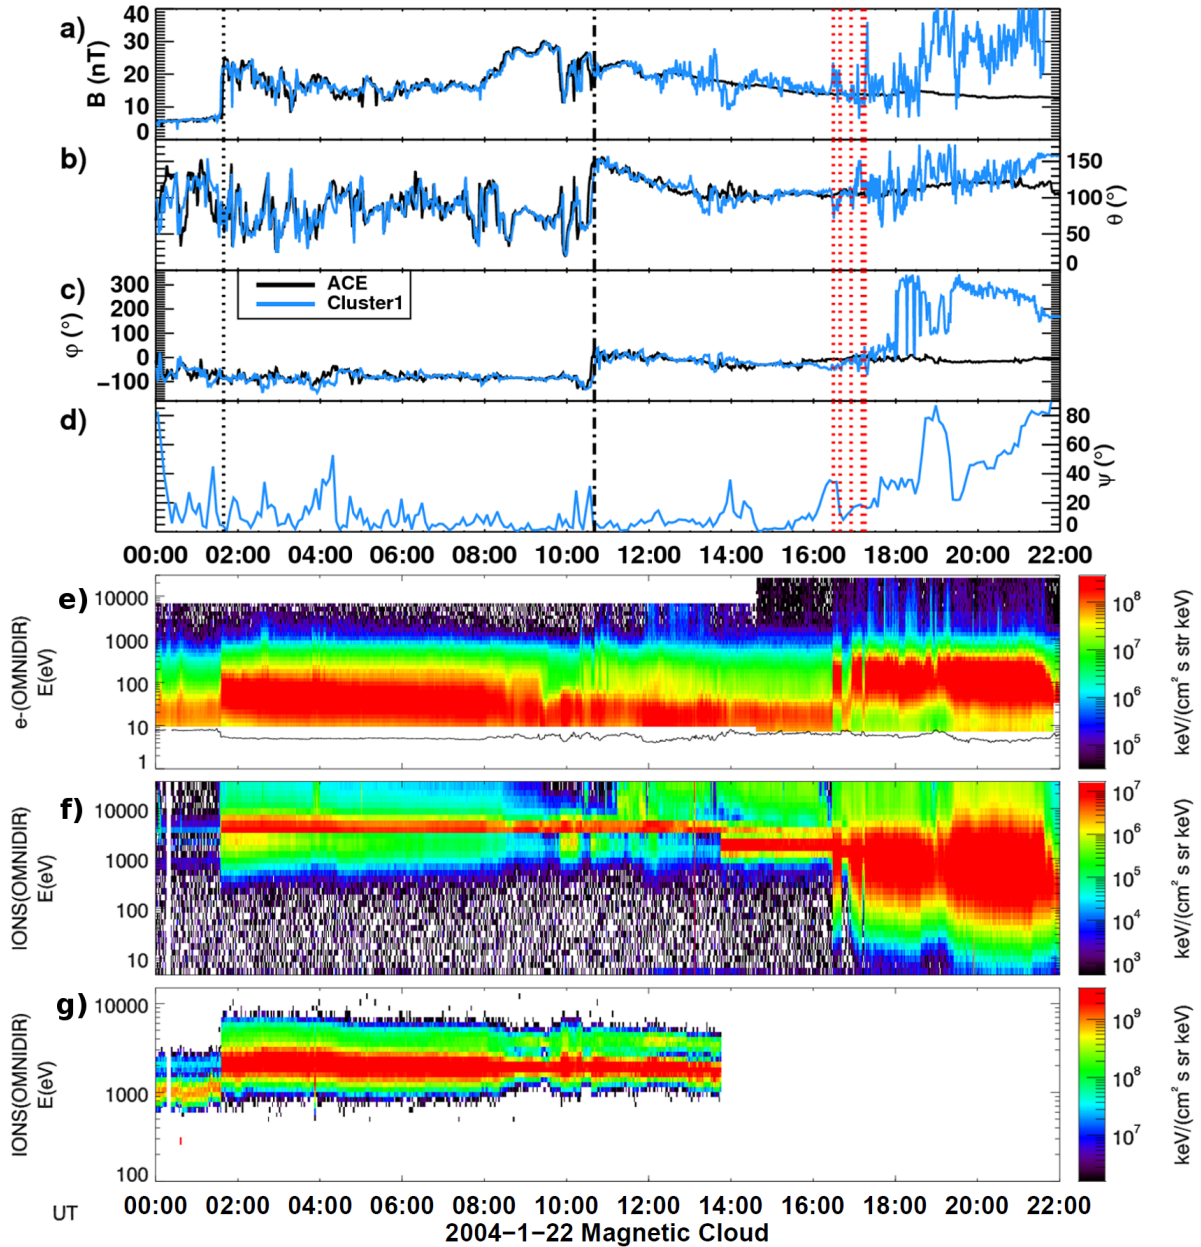 a)
B (nT)
40
30
20
10
0
b)
150
100
50
0
θ (°)
c)
φ (°)
300
200
100
0
−100
ACE
Cluster1
d)
80
60
40
20
0
ψ (°)
00:00 02:00 04:00 06:00 08:00 10:00 12:00 14:00 16:00 18:00 20:00 22:00
e)
e-(OMNIDIR)
E(eV)
10000
1000
100
10
1
10⁸
10⁷
10⁶
10⁵
keV/(cm² s str keV)
f)
IONS(OMNIDIR)
E(eV)
10000
1000
100
10
10⁷
10⁶
10⁵
10⁴
10³
keV/(cm² s sr keV)
g)
IONS(OMNIDIR)
E(eV)
10000
1000
100
10⁹
10⁸
10⁷
keV/(cm² s sr keV)
00:00 02:00 04:00 06:00 08:00 10:00 12:00 14:00 16:00 18:00 20:00 22:00
UT
2004−1−22 Magnetic Cloud